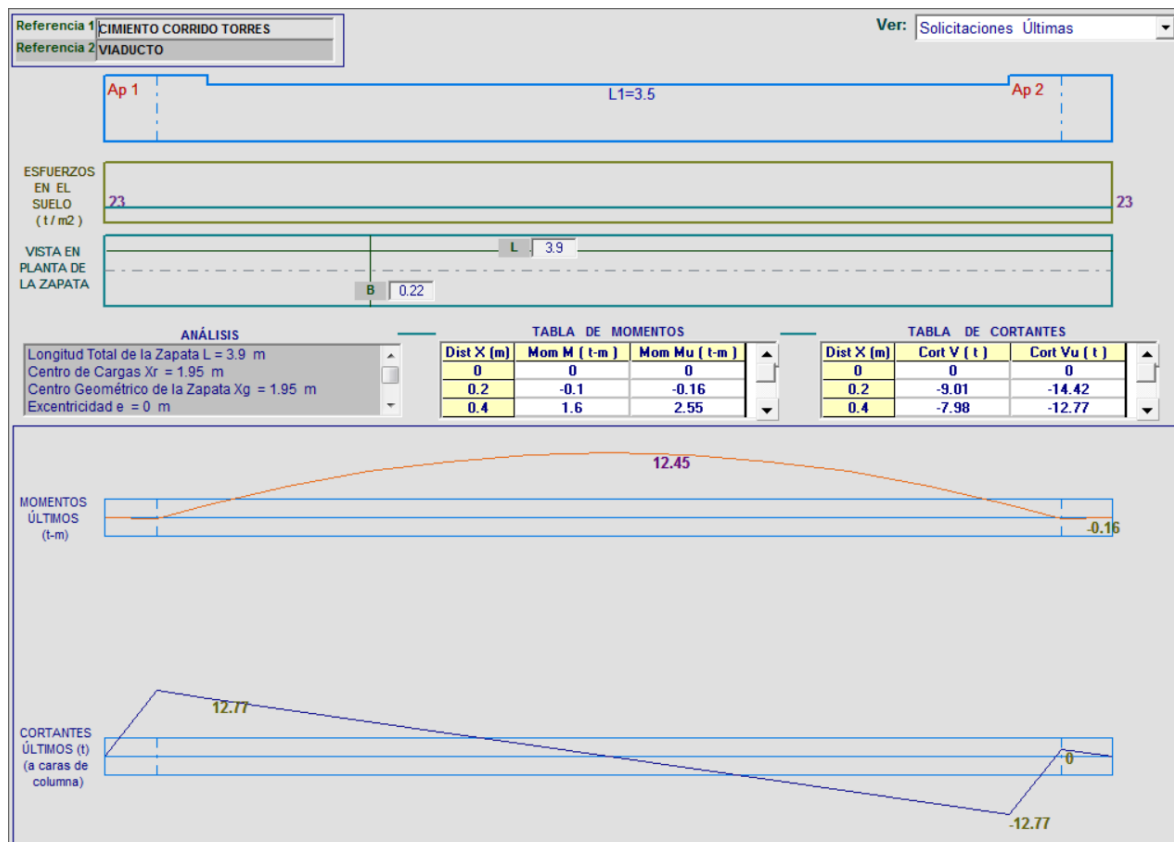 Referencia 1 CIMIENTO CORRIDO TORRES
Referencia 2 VIADUCTO
Ver: Solicitaciones Últimas
Ap 1
L1=3.5
Ap 2
ESFUERZOS
EN EL
SUELO
( t / m2 )
23
23
VISTA EN
PLANTA DE
LA ZAPATA
L 3.9
B 0.22
ANÁLISIS
Longitud Total de la Zapata L = 3.9 m
Centro de Cargas Xr = 1.95 m
Centro Geométrico de la Zapata Xg = 1.95 m
Excentricidad e = 0 m
TABLA DE MOMENTOS
Dist X (m) Mom M ( t-m ) Mom Mu ( t-m )
0 0 0
0.2 -0.1 -0.16
0.4 1.6 2.55
TABLA DE CORTANTES
Dist X (m) Cort V ( t ) Cort Vu ( t )
0 0 0
0.2 -9.01 -14.42
0.4 -7.98 -12.77
MOMENTOS
ÚLTIMOS
(t-m)
12.45
-0.16
CORTANTES
ÚLTIMOS (t)
(a caras de
columna)
12.77
0
-12.77